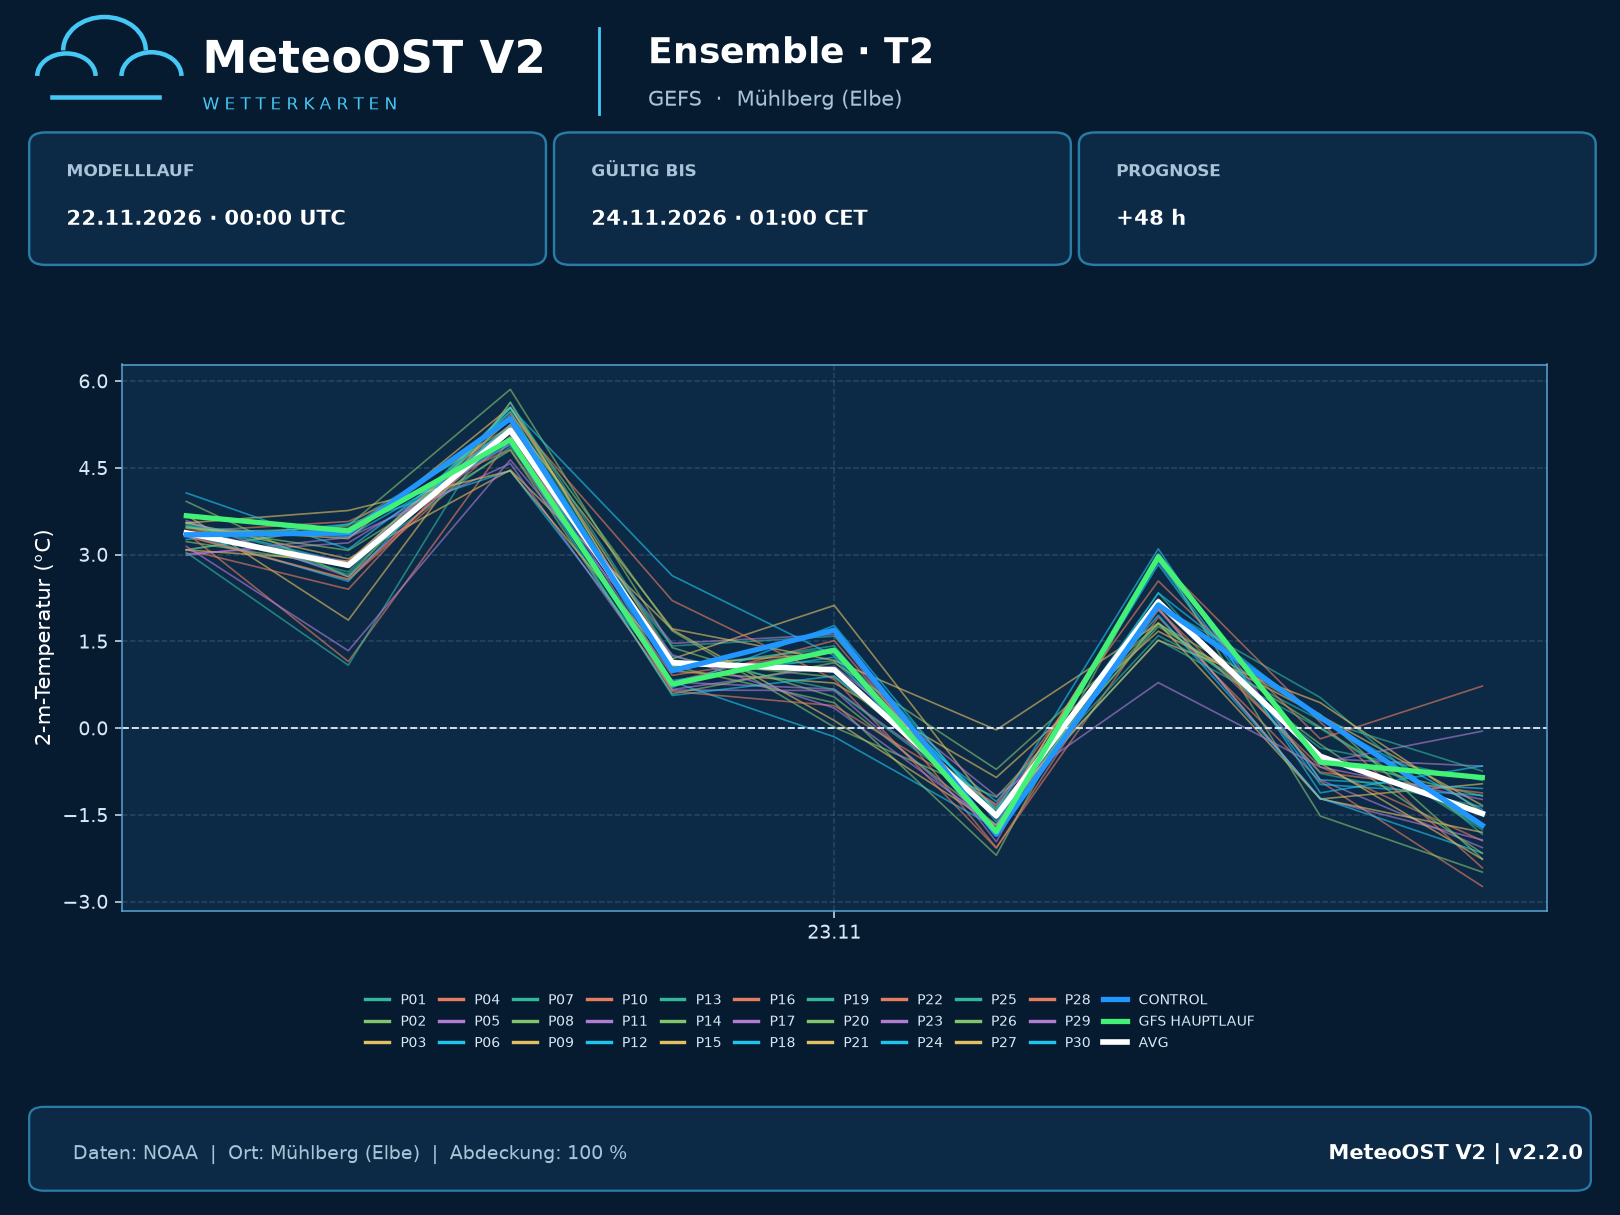 MeteoOST V2
WETTERKARTEN
Ensemble · T2
GEFS · Mühlberg (Elbe)
MODELLLAUF
22.11.2026 · 00:00 UTC
GÜLTIG BIS
24.11.2026 · 01:00 CET
PROGNOSE
+48 h
2-m-Temperatur (°C)
6.0
4.5
3.0
1.5
0.0
−1.5
−3.0
23.11
P01 P04 P07 P10 P13 P16 P19 P22 P25 P28 CONTROL
P02 P05 P08 P11 P14 P17 P20 P23 P26 P29 GFS HAUPTLAUF
P03 P06 P09 P12 P15 P18 P21 P24 P27 P30 AVG
Daten: NOAA | Ort: Mühlberg (Elbe) | Abdeckung: 100 %
MeteoOST V2 | v2.2.0